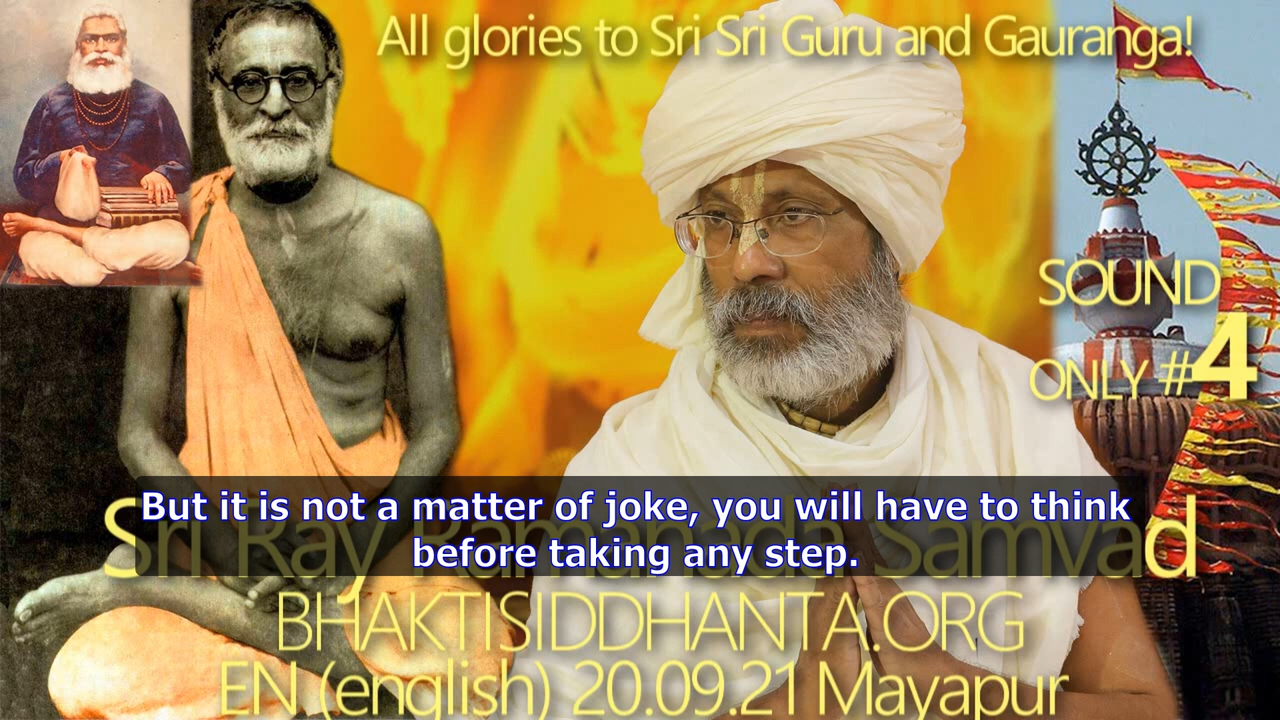 All glories to Sri Sri Guru and Gauranga!
SOUND
ONLY #4
But it is not a matter of joke, you will have to think
before taking any step.
Sri Ray Ramananda Samvad
BHAKTISIDDHANTA.ORG
EN (english) 20.09.21 Mayapur